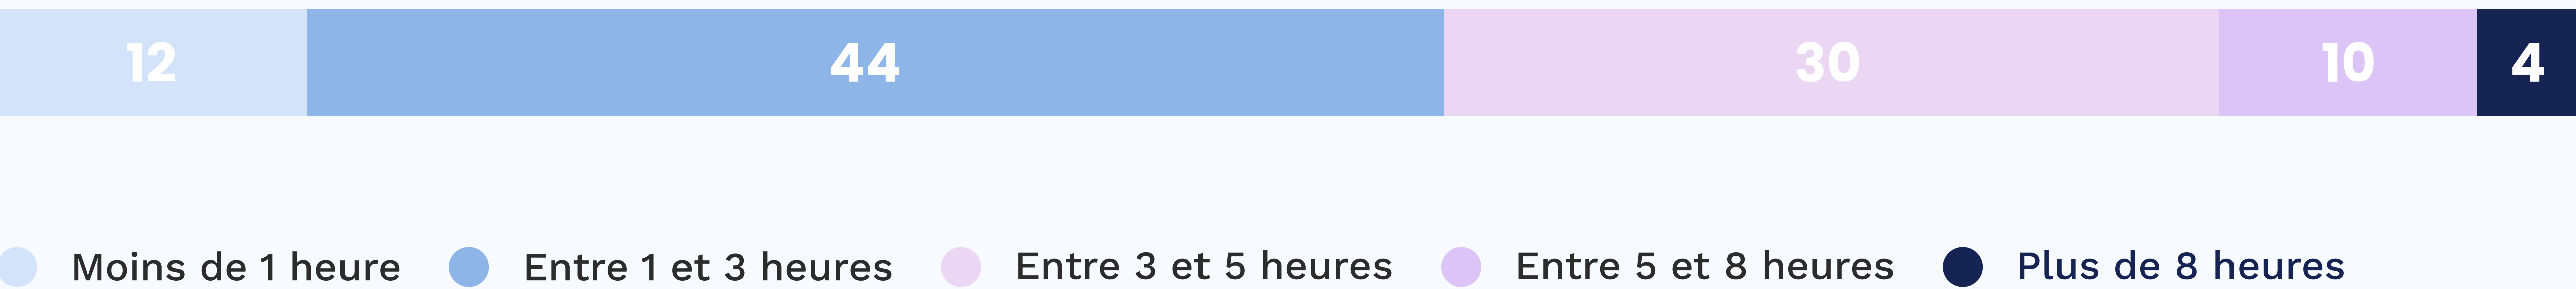 12 44 30 10 4
Moins de 1 heure Entre 1 et 3 heures Entre 3 et 5 heures Entre 5 et 8 heures Plus de 8 heures